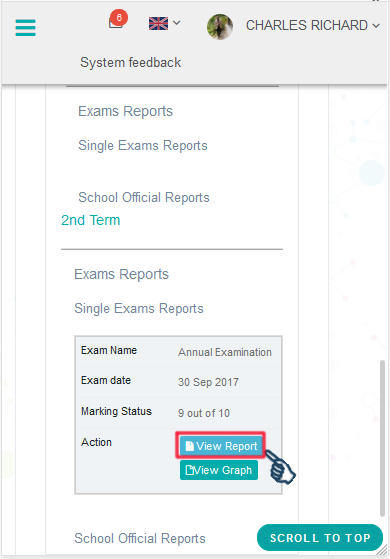 6
CHARLES RICHARD
System feedback
Exams Reports
Single Exams Reports
School Official Reports
2nd Term
Exams Reports
Single Exams Reports
Exam Name Annual Examination
Exam date 30 Sep 2017
Marking Status 9 out of 10
Action View Report
View Graph
School Official Reports
SCROLL TO TOP